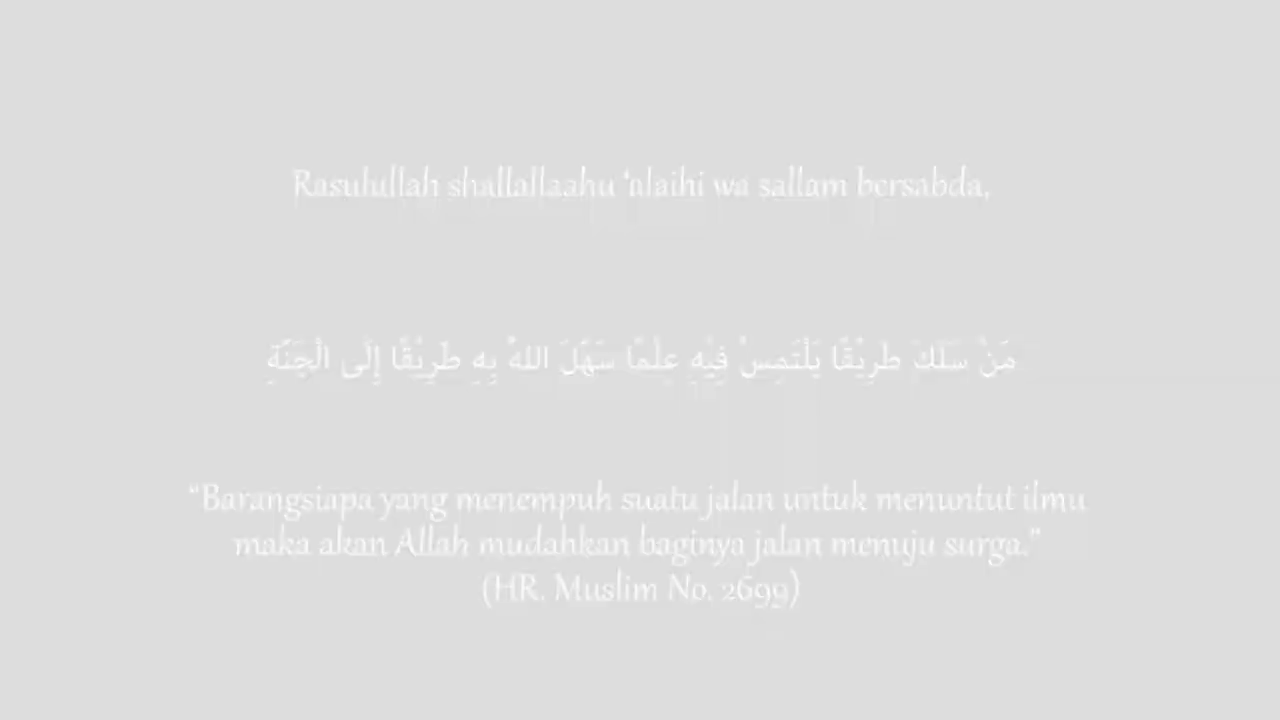 Rasulullah shallallaahu ‘alaihi wa sallam bersabda,
مَنْ سَلَكَ طَرِيْقًا يَلْتَمِسُ فِيْهِ عِلْمًا سَهَّلَ اللهُ بِهِ طَرِيْقًا إِلَى الْجَنَّةِ
“Barangsiapa yang menempuh suatu jalan untuk menuntut ilmu
maka akan Allah mudahkan baginya jalan menuju surga.”
(HR. Muslim No. 2699)